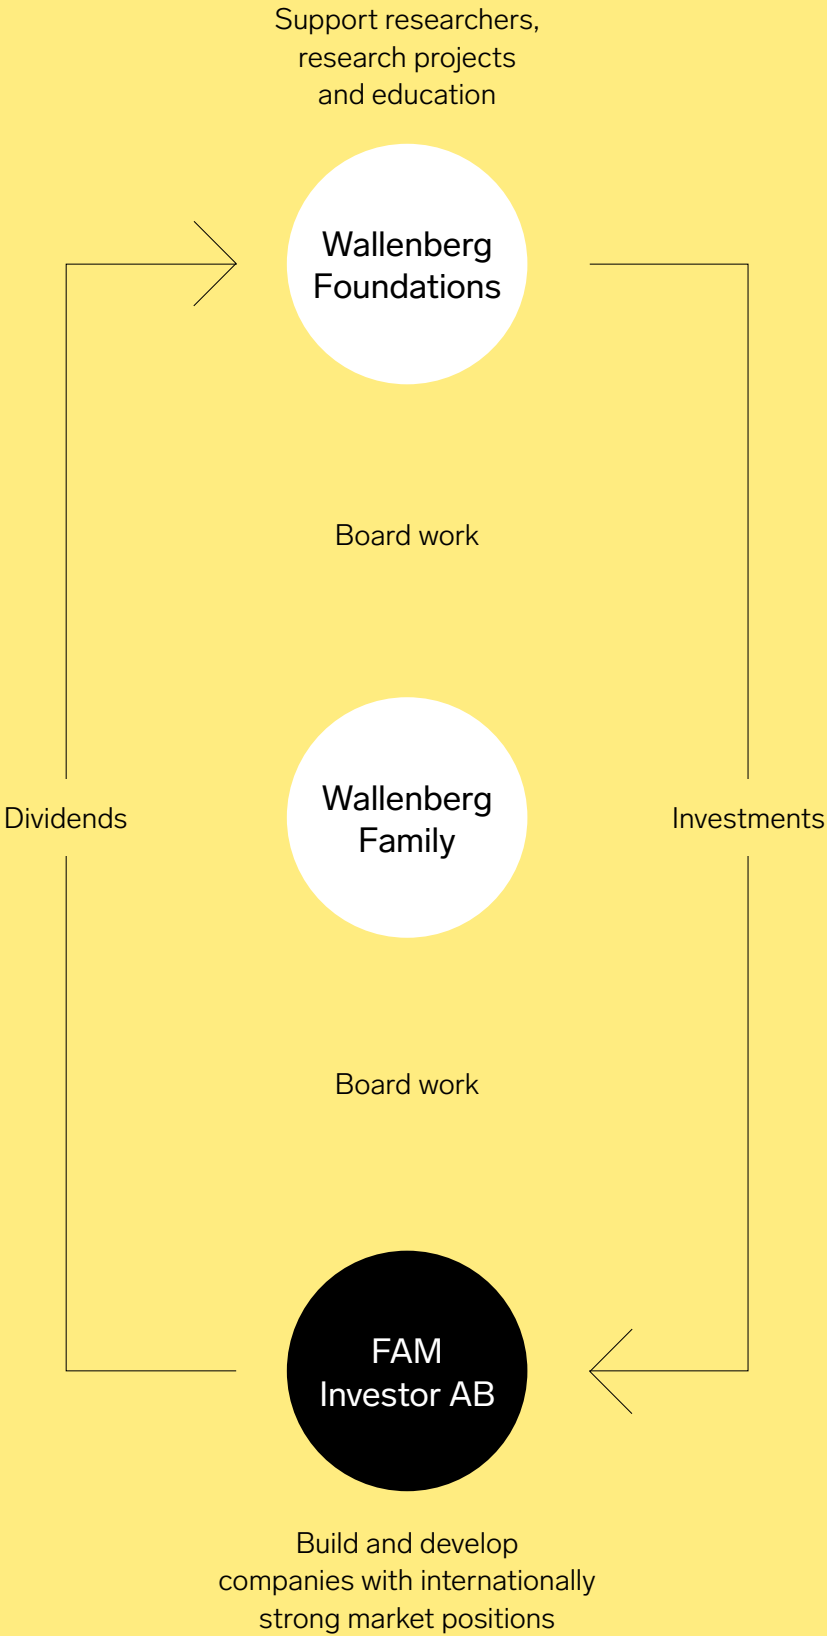 Support researchers,
research projects
and education
Wallenberg
Foundations
Board work
Wallenberg
Family
Dividends
Investments
Board work
FAM
Investor AB
Build and develop
companies with internationally
strong market positions